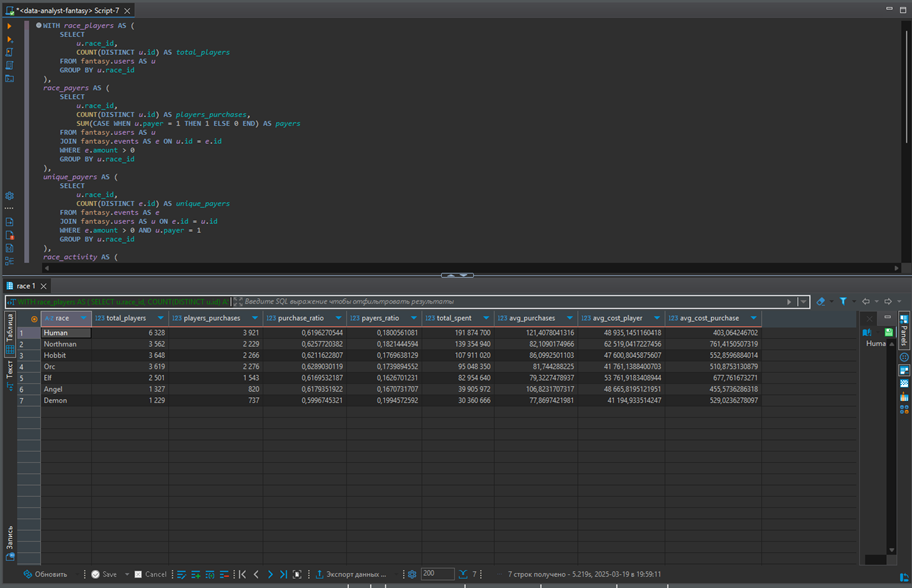 *<data-analyst-fantasy> Script-7
WITH race_players AS (
SELECT
u.race_id,
COUNT(DISTINCT u.id) AS total_players
FROM fantasy.users AS u
GROUP BY u.race_id
),
race_payers AS (
SELECT
u.race_id,
COUNT(DISTINCT u.id) AS players_purchases,
SUM(CASE WHEN u.payer = 1 THEN 1 ELSE 0 END) AS payers
FROM fantasy.users AS u
JOIN fantasy.events AS e ON u.id = e.id
WHERE e.amount > 0
GROUP BY u.race_id
),
unique_payers AS (
SELECT
u.race_id,
COUNT(DISTINCT e.id) AS unique_payers
FROM fantasy.events AS e
JOIN fantasy.users AS u ON e.id = u.id
WHERE e.amount > 0 AND u.payer = 1
GROUP BY u.race_id
),
race_activity AS (
race 1
WITH race_players AS ( SELECT u.race_id, COUNT(DISTINCT u.id) AS Введите SQL выражение чтобы отфильтровать результаты
race total_players players_purchases purchase_ratio payers_ratio total_spent avg_purchases avg_cost_player avg_cost_purchase
1 Human 6 328 3 921 0,6196270544 0,1800561081 191 874 700 121,4078041316 48 935,1451160418 403,064246702
2 Northman 3 562 2 229 0,6257720382 0,1821444594 139 354 940 82,1090174966 62 519,0417227456 761,4150507319
3 Hobbit 3 648 2 266 0,6211622807 0,1769638129 107 911 020 86,0992501103 47 600,8045875607 552,8596884014
4 Orc 3 619 2 276 0,6289030119 0,1739894552 95 048 350 81,744288225 41 761,1388400703 510,8753130879
5 Elf 2 501 1 543 0,6169532187 0,1626701231 82 954 640 79,3227478937 53 761,9183408944 677,761673271
6 Angel 1 327 820 0,6179351922 0,1670731707 39 905 972 106,8231707317 48 665,8195121951 455,5736286318
7 Demon 1 229 737 0,5996745321 0,1994572592 30 360 666 77,8697421981 41 194,933514247 529,0236278097
Таблица
Текст
Запись
Panels
Huma
Обновить Save Cancel Экспорт данных ... 200 7 7 строк получено - 5.219s, 2025-03-19 at 19:59:11